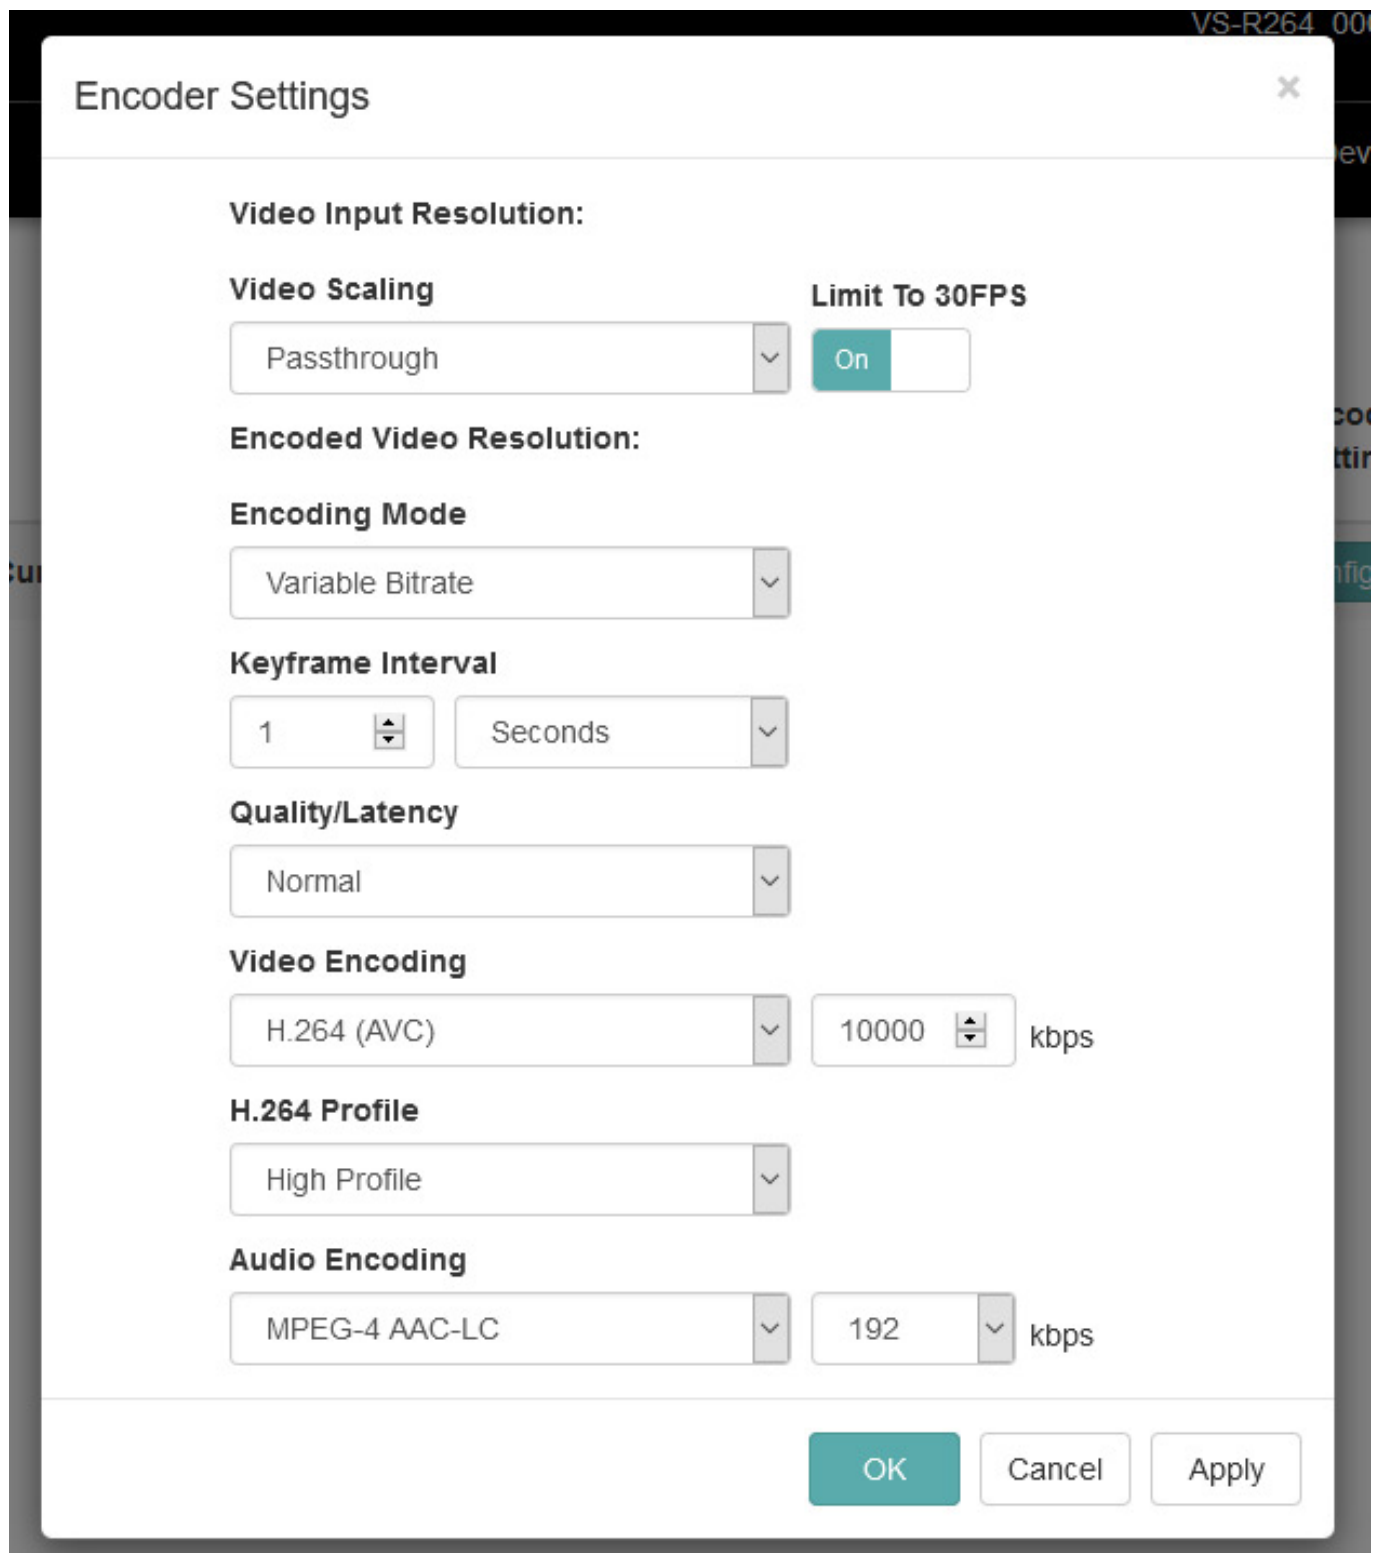 VS-R264
Encoder Settings
×
Video Input Resolution:
Video Scaling
Limit To 30FPS
Passthrough
On
Encoded Video Resolution:
Encoding Mode
Variable Bitrate
Keyframe Interval
1
Seconds
Quality/Latency
Normal
Video Encoding
H.264 (AVC)
10000
kbps
H.264 Profile
High Profile
Audio Encoding
MPEG-4 AAC-LC
192
kbps
OK
Cancel
Apply